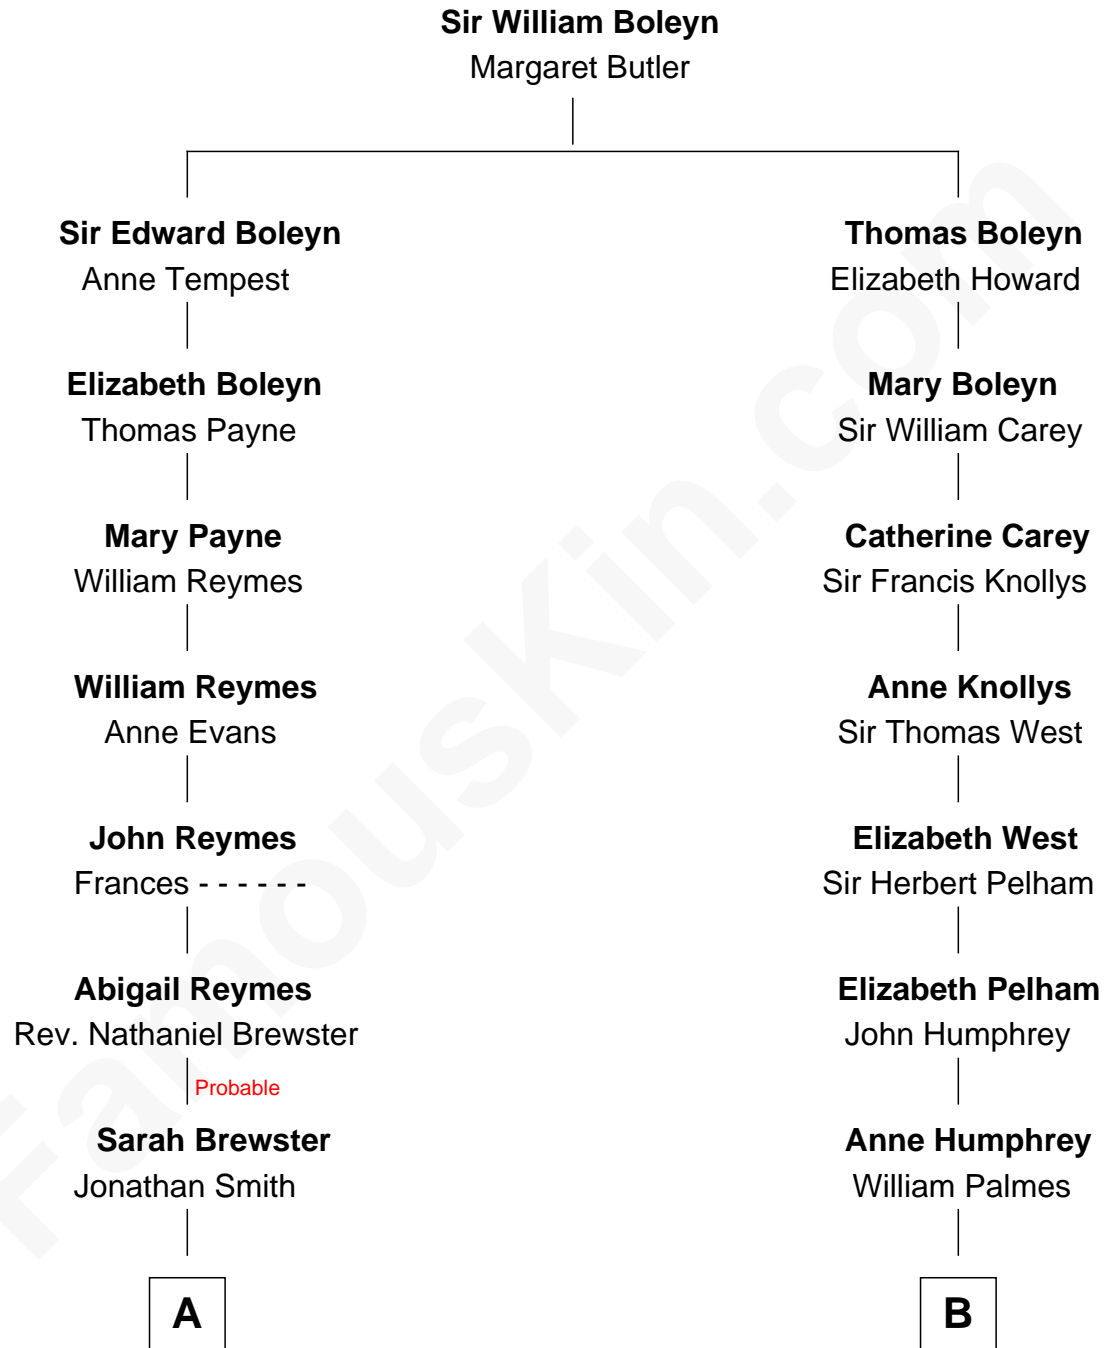 Sir William Boleyn
Margaret Butler
Sir Edward Boleyn
Anne Tempest
Elizabeth Boleyn
Thomas Payne
Mary Payne
William Reymes
William Reymes
Anne Evans
John Reymes
Frances - - - - - -
Abigail Reymes
Rev. Nathaniel Brewster
Probable
Sarah Brewster
Jonathan Smith
A
Thomas Boleyn
Elizabeth Howard
Mary Boleyn
Sir William Carey
Catherine Carey
Sir Francis Knollys
Anne Knollys
Sir Thomas West
Elizabeth West
Sir Herbert Pelham
Elizabeth Pelham
John Humphrey
Anne Humphrey
William Palmes
B
FamousKin.com